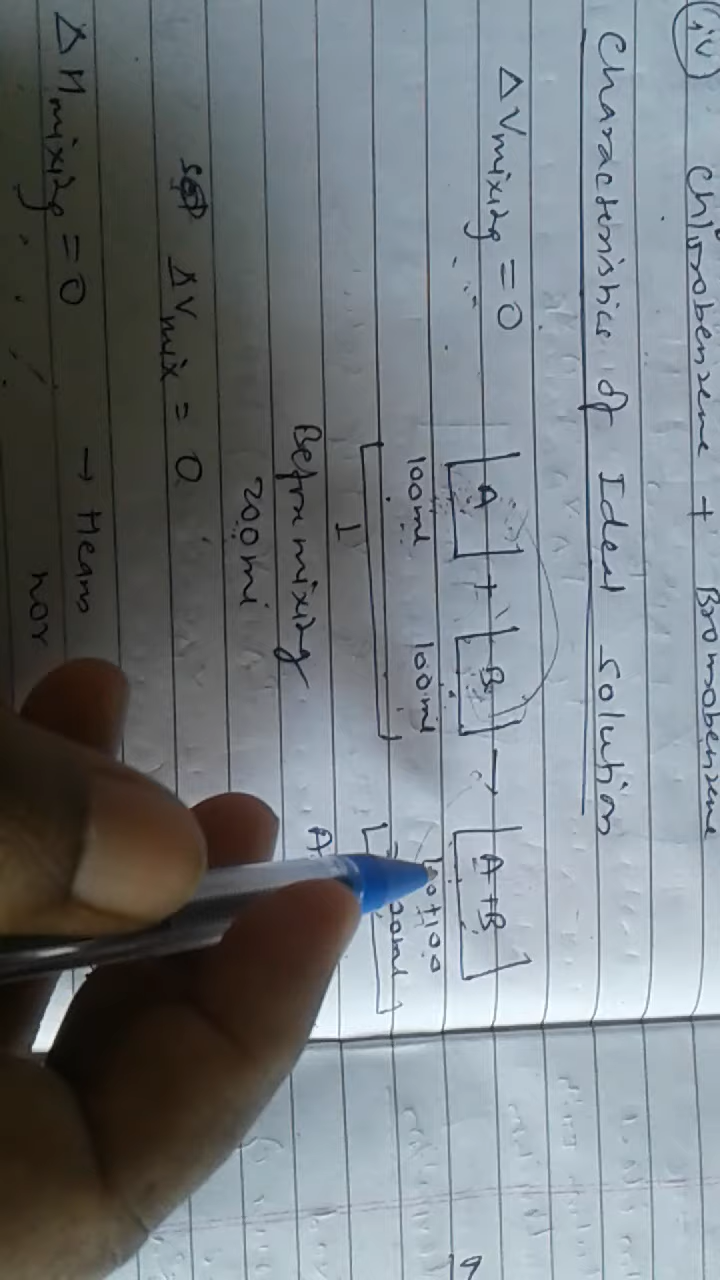 (iv) Chlorobenzene + Bromobenzene
Characteristics of Ideal Solution
ΔVmixing = 0 A + B → A+B
100ml 100ml 100+100
I
Before mixing
200ml
so ΔVmix = 0
ΔHmixing = 0 → Means